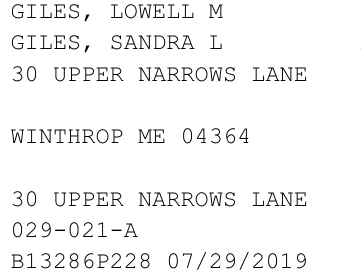 GILES, LOWELL M
GILES, SANDRA L
30 UPPER NARROWS LANE
WINTHROP ME 04364
30 UPPER NARROWS LANE
029-021-A
B13286P228 07/29/2019